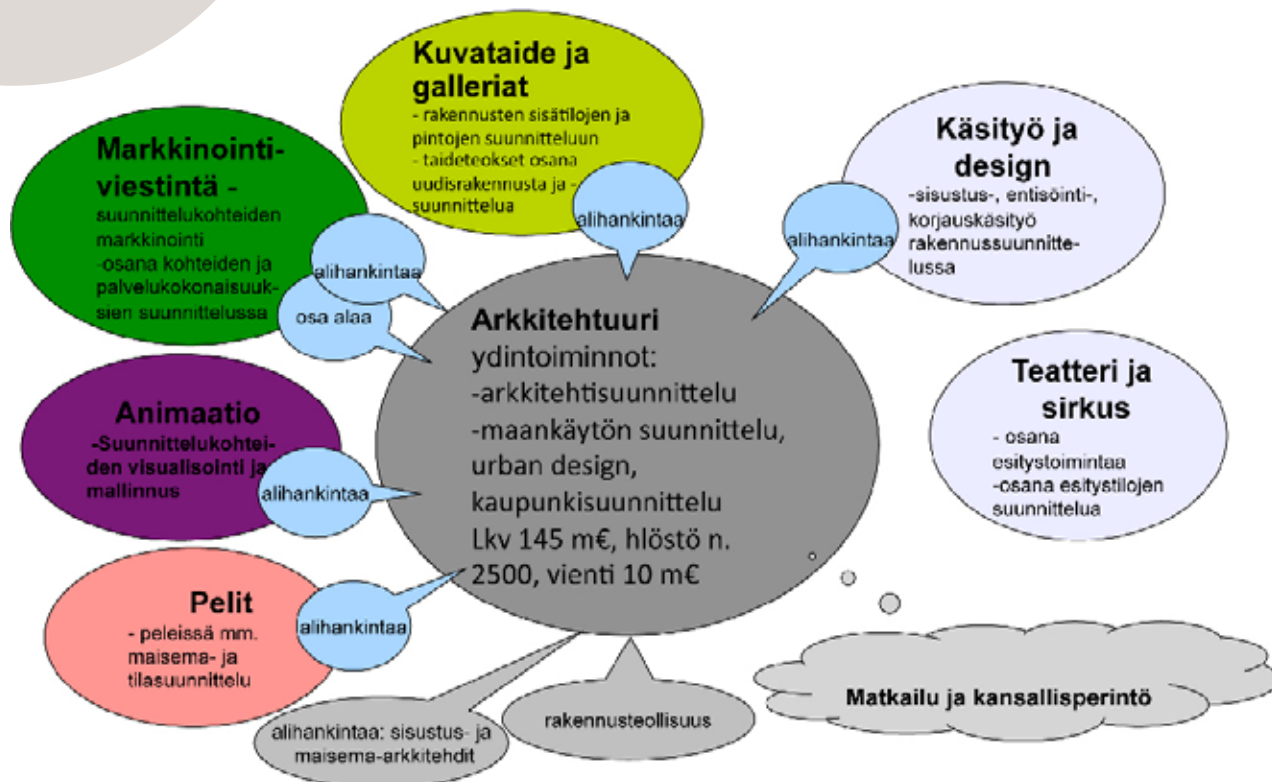 Kuvataide ja
galleriat
- rakennusten sisätilojen ja
pintojen suunnitteluun
- taideteokset osana
uudisrakennusta ja -
suunnittelua
alihankintaa
Markkinointi-
viestintä -
suunnittelukohteiden
markkinointi
-osana kohteiden ja
palvelukokonaisuuk-
sien suunnittelussa
alihankintaa
osa alaa
Käsityö ja
design
-sisustus-, entisöinti-,
korjauskäsityö
rakennussuunnitte-
lussa
alihankintaa
Arkkitehtuuri
ydintoiminnot:
-arkkitehtisuunnittelu
-maankäytön suunnittelu,
urban design,
kaupunkisuunnittelu
Lkv 145 m€, hlöstö n.
2500, vienti 10 m€
Teatteri ja
sirkus
- osana
esitystoimintaa
-osana esitystilojen
suunnittelua
Animaatio
-Suunnittelukohtei-
den visualisointi ja
mallinnus
alihankintaa
Pelit
- peleissä mm.
maisema- ja
tilasuunnittelu
alihankintaa
alihankintaa: sisustus- ja
maisema-arkkitehdit
rakennusteollisuus
Matkailu ja kansallisperintö